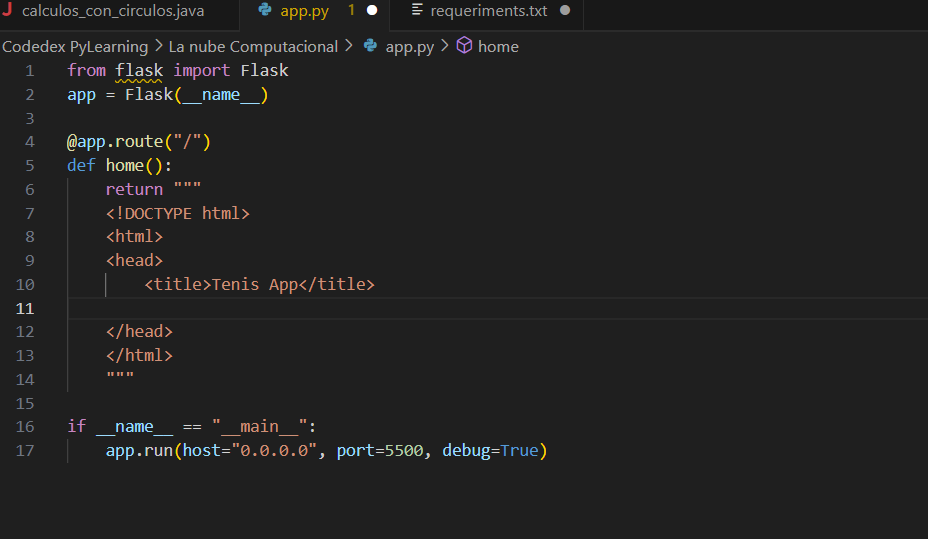 calculos_con_circulos.java app.py 1 requeriments.txt
Codedex PyLearning > La nube Computacional > app.py > home
1 from flask import Flask
2 app = Flask(__name__)
3
4 @app.route("/")
5 def home():
6 return """
7 <!DOCTYPE html>
8 <html>
9 <head>
10 <title>Tenis App</title>
11
12 </head>
13 </html>
14 """
15
16 if __name__ == "__main__":
17 app.run(host="0.0.0.0", port=5500, debug=True)